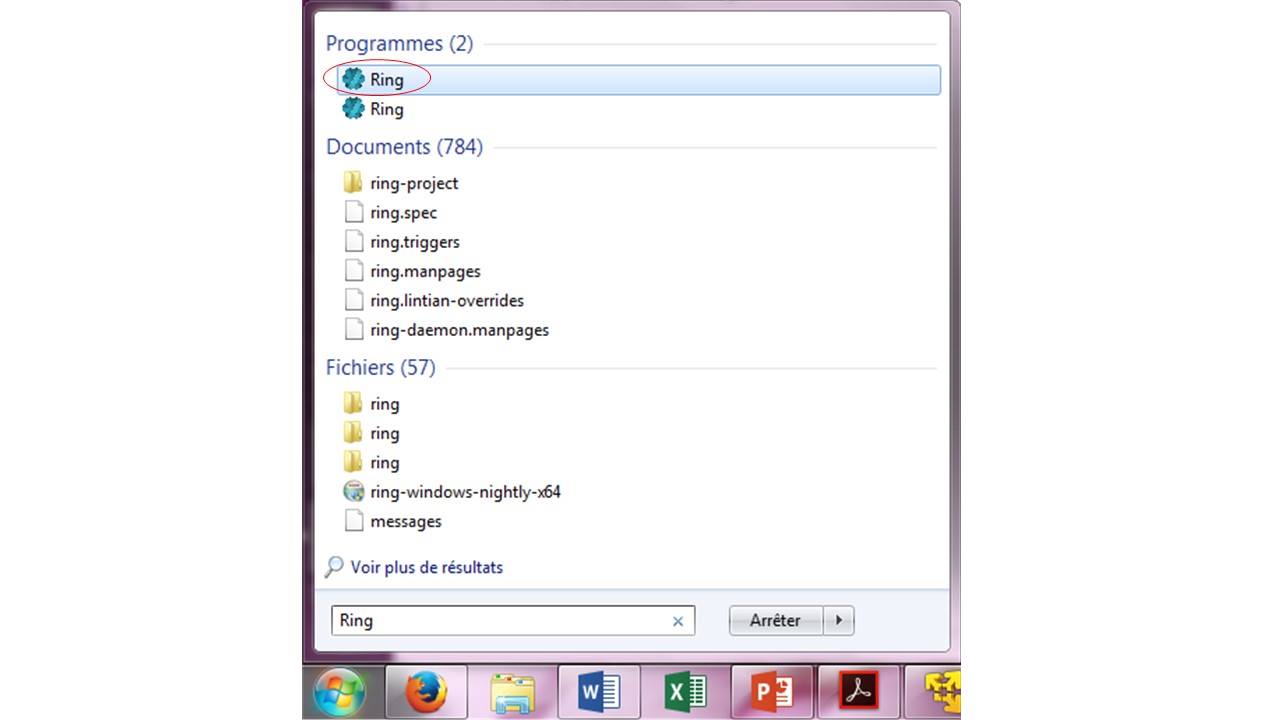 Programmes (2)
Ring
Ring
Documents (784)
ring-project
ring.spec
ring.triggers
ring.manpages
ring.lintian-overrides
ring-daemon.manpages
Fichiers (57)
ring
ring
ring
ring-windows-nightly-x64
messages
Voir plus de résultats
Ring
Arrêter